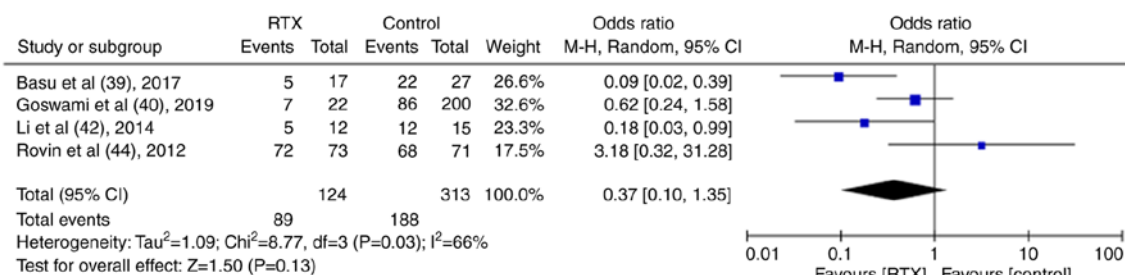 RTX Control Odds ratio Odds ratio
Study or subgroup Events Total Events Total Weight M-H, Random, 95% CI M-H, Random, 95% CI
Basu et al (39), 2017 5 17 22 27 26.6% 0.09 [0.02, 0.39]
Goswami et al (40), 2019 7 22 86 200 32.6% 0.62 [0.24, 1.58]
Li et al (42), 2014 5 12 12 15 23.3% 0.18 [0.03, 0.99]
Rovin et al (44), 2012 72 73 68 71 17.5% 3.18 [0.32, 31.28]
Total (95% CI) 124 313 100.0% 0.37 [0.10, 1.35]
Total events 89 188
Heterogeneity: Tau²=1.09; Chi²=8.77, df=3 (P=0.03); I²=66%
Test for overall effect: Z=1.50 (P=0.13)
0.01 0.1 1 10 100
Favours [RTX] Favours [control]